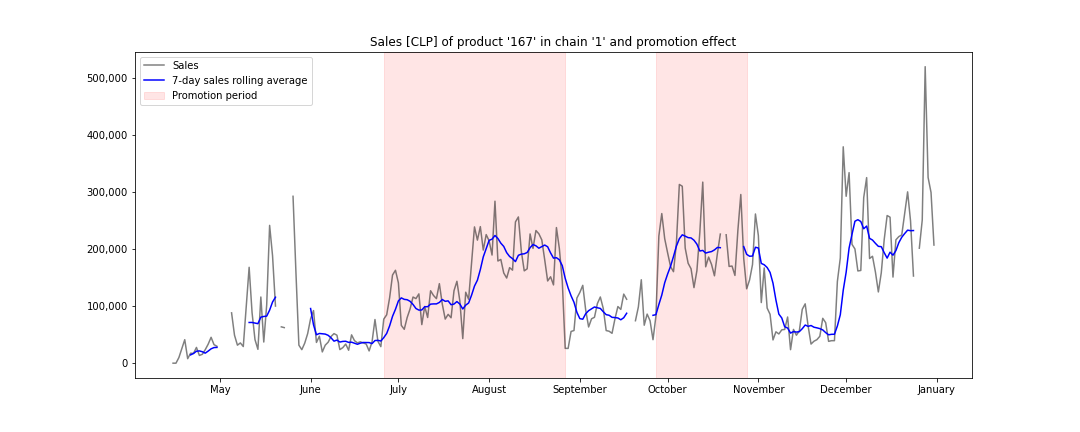 Sales [CLP] of product '167' in chain '1' and promotion effect
Sales
7-day sales rolling average
Promotion period
500,000
400,000
300,000
200,000
100,000
0
May June July August September October November December January